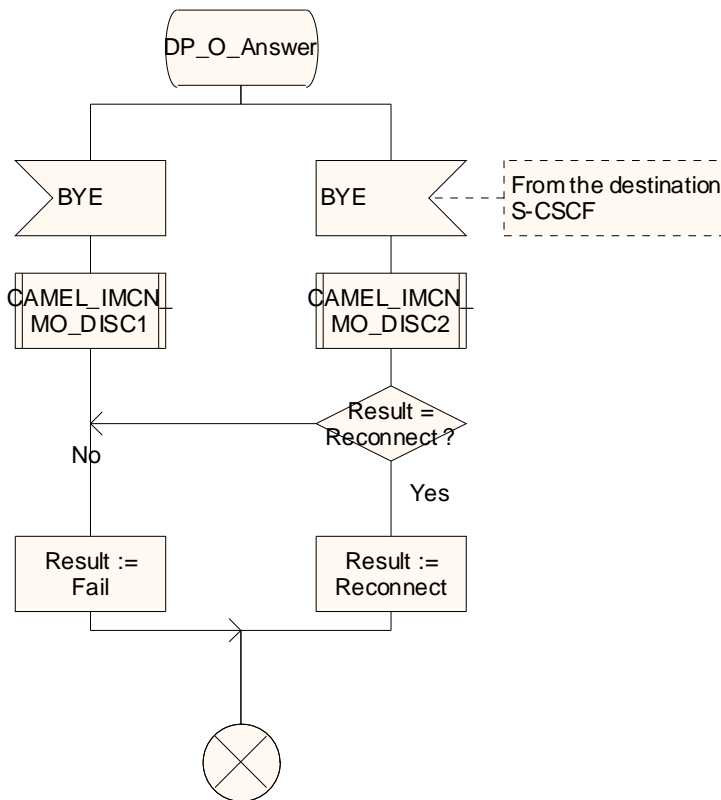 DP_O_Answer
BYE
BYE
From the destination
S-CSCF
CAMEL_IMCN_
MO_DISC1
CAMEL_IMCN_
MO_DISC2
Result =
Reconnect ?
No
Yes
Result :=
Fail
Result :=
Reconnect